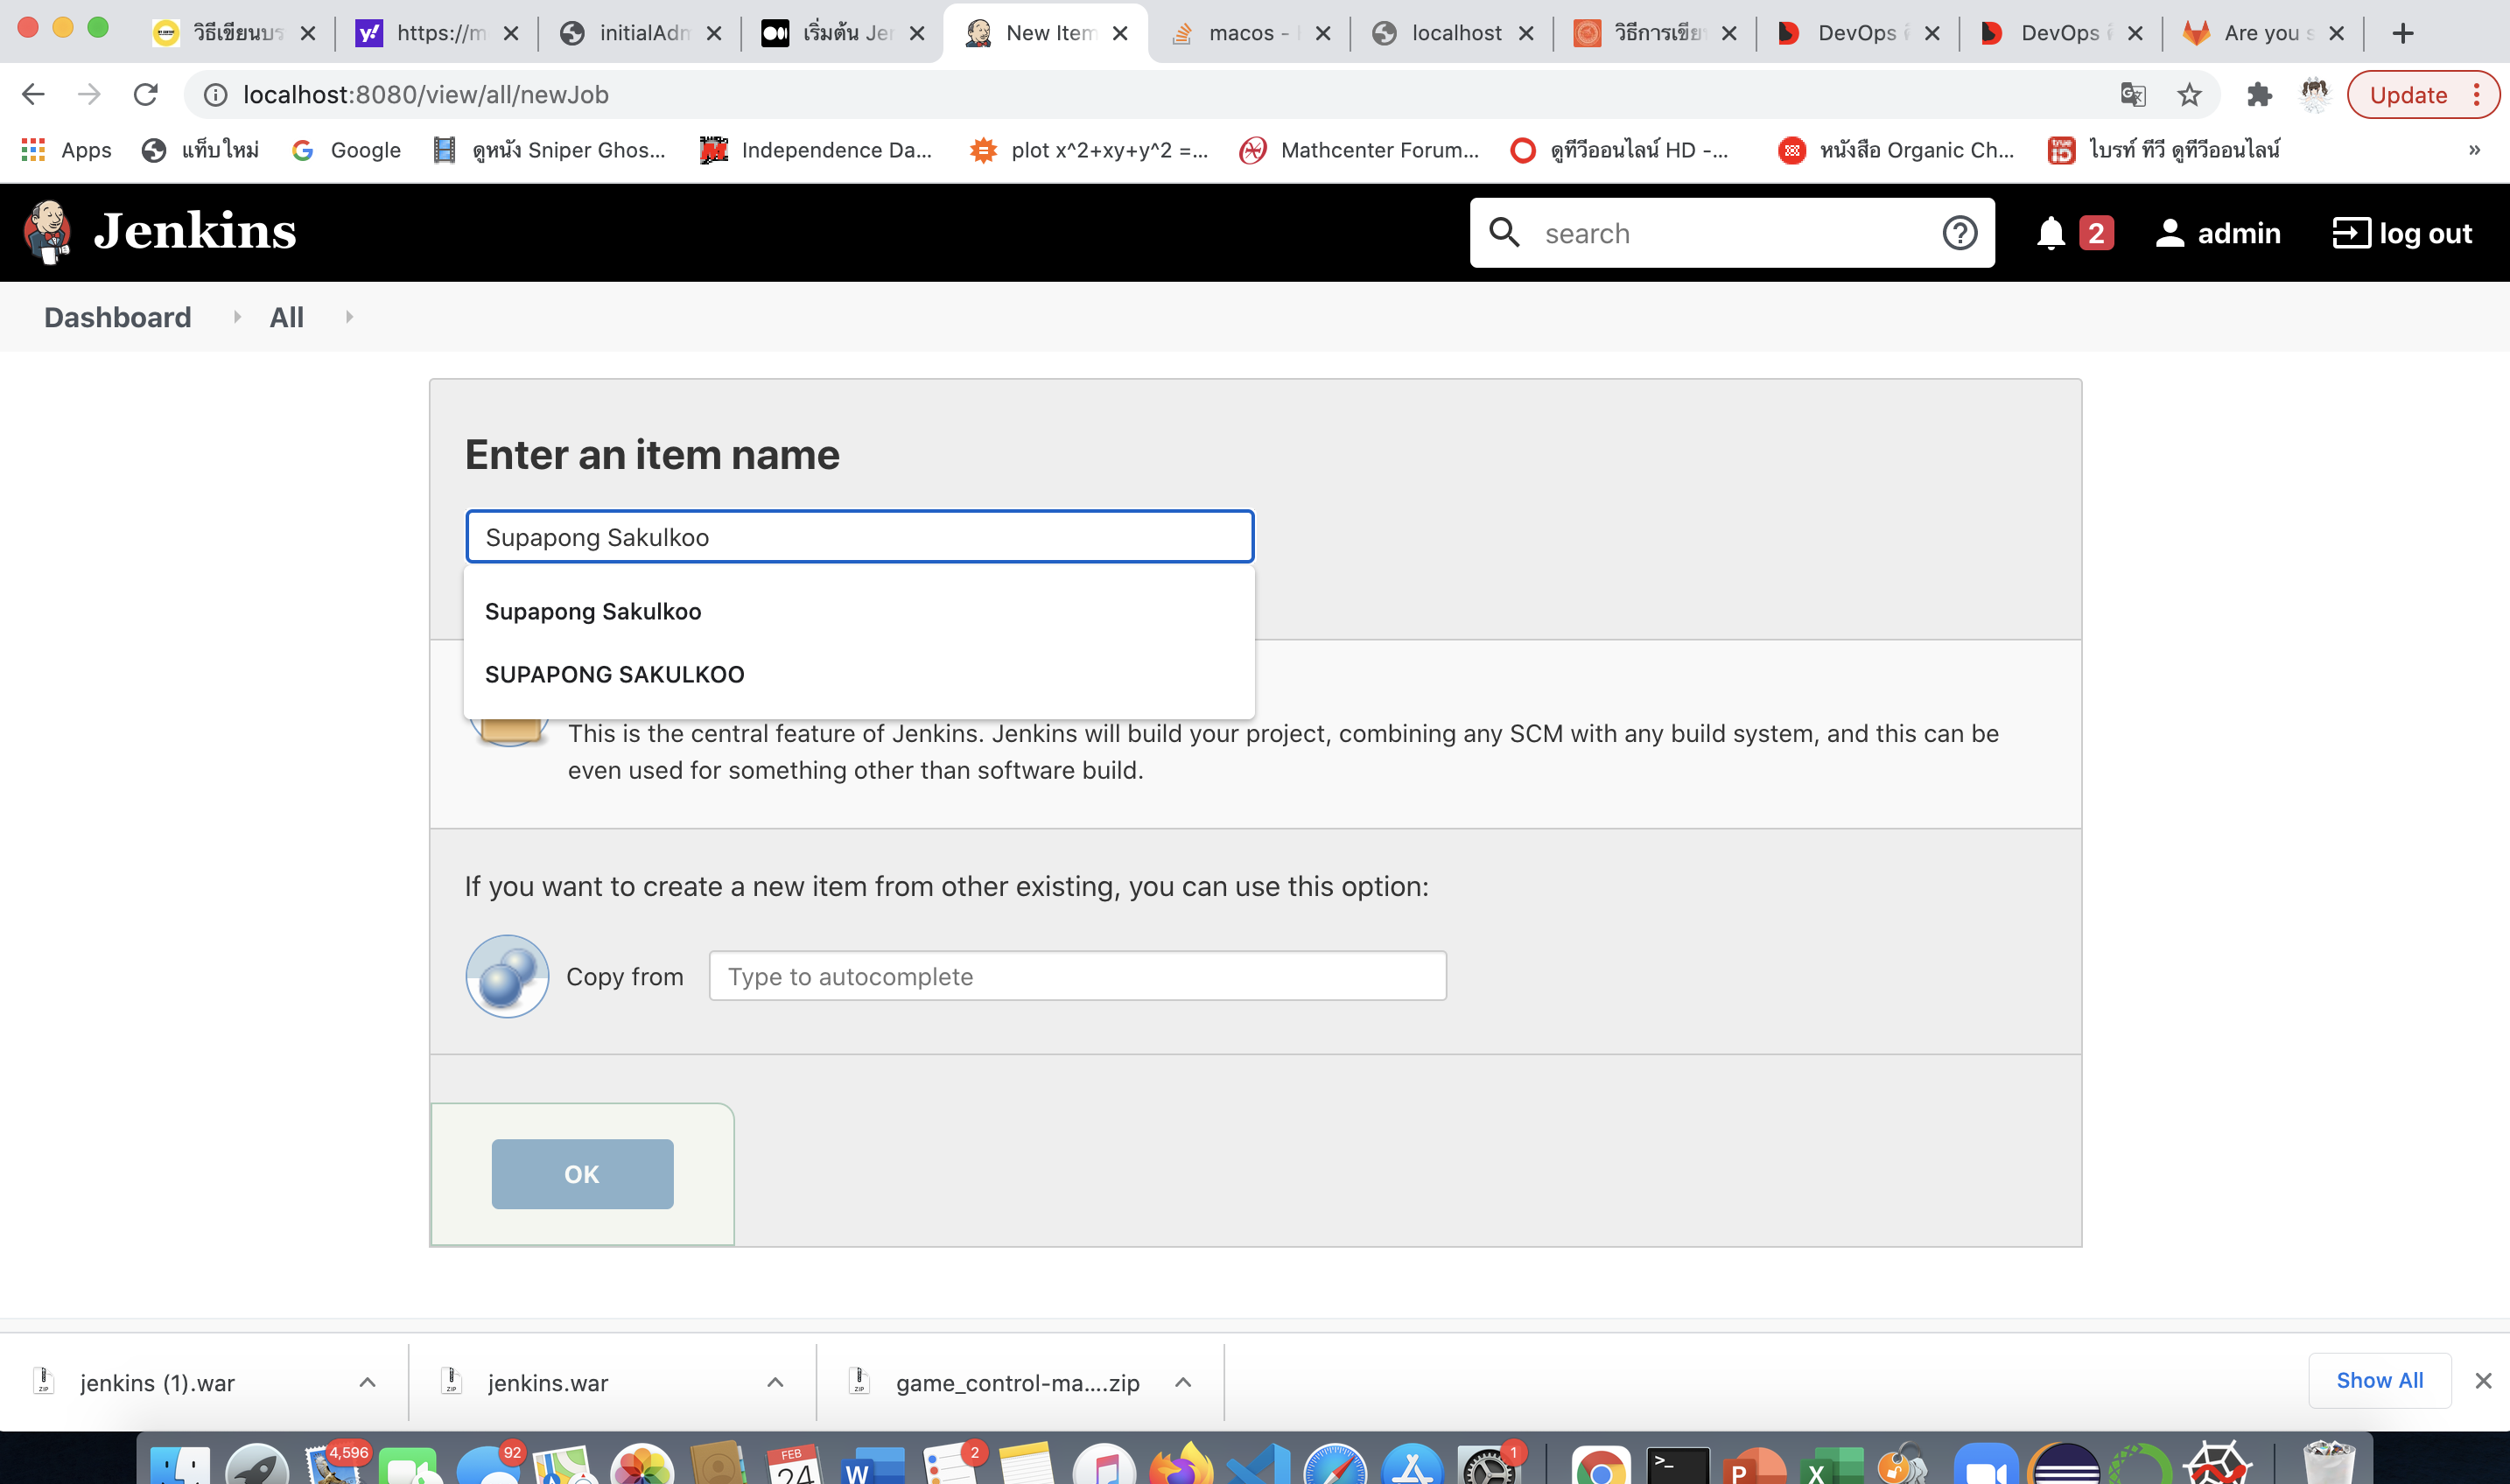 วิธีเขียนบร
https://m
initialAdm
เริ่มต้น Jen
New Item
macos -
localhost
วิธีการเขีย
DevOps
DevOps
Are you s
localhost:8080/view/all/newJob
Update
Apps
แท็บใหม่
Google
ดูหนัง Sniper Ghos...
Independence Da...
plot x^2+xy+y^2 =...
Mathcenter Forum...
ดูทีวีออนไลน์ HD -...
หนังสือ Organic Ch...
ไบรท์ ทีวี ดูทีวีออนไลน์
»
Jenkins
search
2
admin
log out
Dashboard
All
Enter an item name
Supapong Sakulkoo
Supapong Sakulkoo
SUPAPONG SAKULKOO
This is the central feature of Jenkins. Jenkins will build your project, combining any SCM with any build system, and this can be
even used for something other than software build.
If you want to create a new item from other existing, you can use this option:
Copy from
Type to autocomplete
OK
jenkins (1).war
jenkins.war
game_control-ma....zip
Show All
4,596
92
FEB
24
2
1